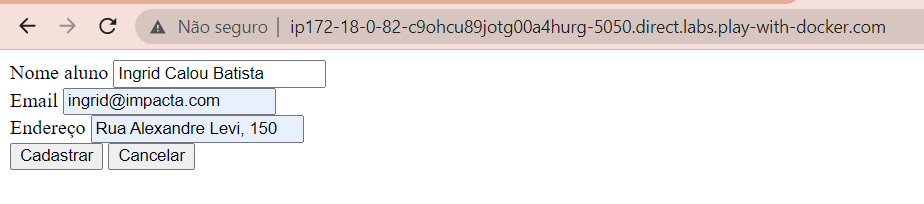 Não seguro | ip172-18-0-82-c9ohcu89jotg00a4hurg-5050.direct.labs.play-with-docker.com
Nome aluno Ingrid Calou Batista
Email ingrid@impacta.com
Endereço Rua Alexandre Levi, 150
Cadastrar Cancelar